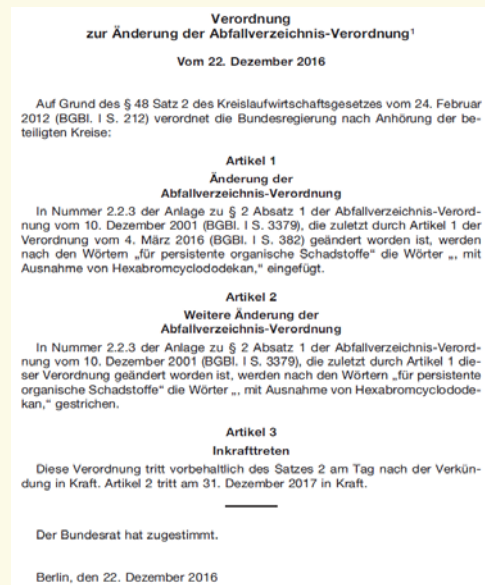 Verordnung
zur Änderung der Abfallverzeichnis-Verordnung¹
Vom 22. Dezember 2016
Auf Grund des § 48 Satz 2 des Kreislaufwirtschaftsgesetzes vom 24. Februar
2012 (BGBl. I S. 212) verordnet die Bundesregierung nach Anhörung der be-
teiligten Kreise:
Artikel 1
Änderung der
Abfallverzeichnis-Verordnung
In Nummer 2.2.3 der Anlage zu § 2 Absatz 1 der Abfallverzeichnis-Verord-
nung vom 10. Dezember 2001 (BGBl. I S. 3379), die zuletzt durch Artikel 1 der
Verordnung vom 4. März 2016 (BGBl. I S. 382) geändert worden ist, werden
nach den Wörtern „für persistente organische Schadstoffe“ die Wörter „, mit
Ausnahme von Hexabromcyclododekan,“ eingefügt.
Artikel 2
Weitere Änderung der
Abfallverzeichnis-Verordnung
In Nummer 2.2.3 der Anlage zu § 2 Absatz 1 der Abfallverzeichnis-Verord-
nung vom 10. Dezember 2001 (BGBl. I S. 3379), die zuletzt durch Artikel 1 die-
ser Verordnung geändert worden ist, werden nach den Wörtern „für persistente
organische Schadstoffe“ die Wörter „, mit Ausnahme von Hexabromcyclodode-
kan,“ gestrichen.
Artikel 3
Inkrafttreten
Diese Verordnung tritt vorbehaltlich des Satzes 2 am Tag nach der Verkün-
dung in Kraft. Artikel 2 tritt am 31. Dezember 2017 in Kraft.
Der Bundesrat hat zugestimmt.
Berlin, den 22. Dezember 2016